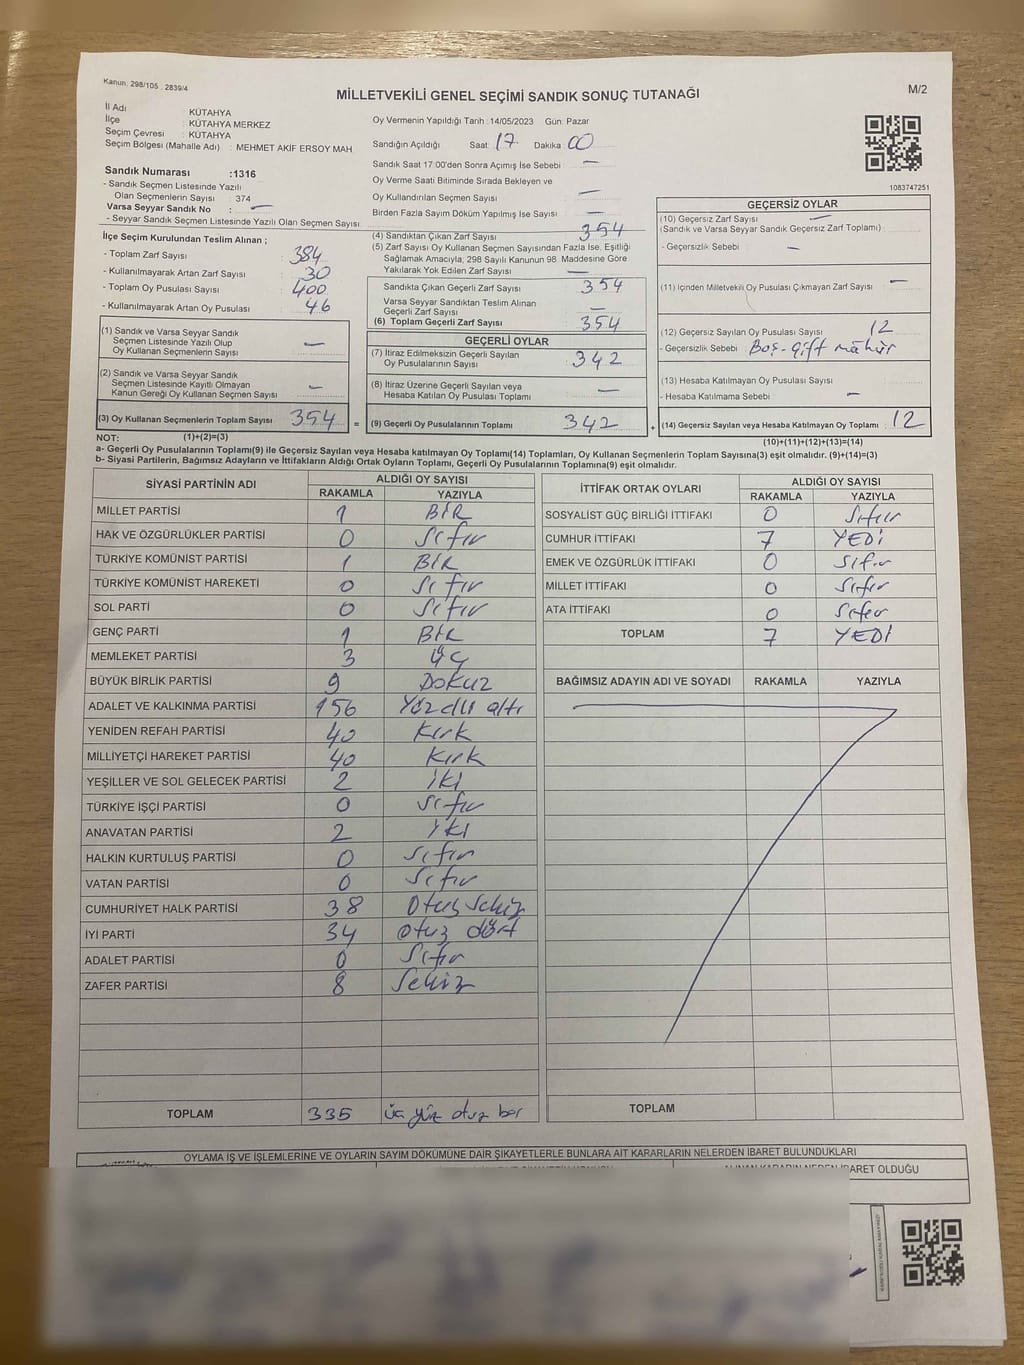 Kanun: 298/105 . 2839/4
MİLLETVEKİLİ GENEL SEÇİMİ SANDIK SONUÇ TUTANAĞI
M/2
İl Adı KÜTAHYA
İlçe KÜTAHYA MERKEZ
Seçim Çevresi : KÜTAHYA
Seçim Bölgesi (Mahalle Adı) : MEHMET AKİF ERSOY MAH
Sandık Numarası :1316
- Sandık Seçmen Listesinde Yazılı
Olan Seçmenlerin Sayısı : 374
Varsa Seyyar Sandık No : —
- Seyyar Sandık Seçmen Listesinde Yazılı Olan Seçmen Sayısı
İlçe Seçim Kurulundan Teslim Alınan ;
- Toplam Zarf Sayısı 384
- Kullanılmayarak Artan Zarf Sayısı 30
- Toplam Oy Pusulası Sayısı 400
- Kullanılmayarak Artan Oy Pusulası 46
(1) Sandık ve Varsa Seyyar Sandık
Seçmen Listesinde Yazılı Olup
Oy Kullanan Seçmenlerin Sayısı —
(2) Sandık ve Varsa Seyyar Sandık
Seçmen Listesinde Kayıtlı Olmayan
Kanun Gereği Oy Kullanan Seçmen Sayısı —
(3) Oy Kullanan Seçmenlerin Toplam Sayısı 354 =
Oy Vermenin Yapıldığı Tarih :14/05/2023 Gün: Pazar
Sandığın Açıldığı Saat: 17 Dakika 00
Sandık Saat 17:00'den Sonra Açımış İse Sebebi —
Oy Verme Saati Bitiminde Sırada Bekleyen ve
Oy Kullandırılan Seçmen Sayısı —
Birden Fazla Sayım Döküm Yapılmış İse Sayısı —
(4) Sandıktan Çıkan Zarf Sayısı 354
(5) Zarf Sayısı Oy Kullanan Seçmen Sayısından Fazla İse, Eşitliği
Sağlamak Amacıyla, 298 Sayılı Kanunun 98. Maddesine Göre
Yakılarak Yok Edilen Zarf Sayısı —
Sandıkta Çıkan Geçerli Zarf Sayısı 354
Varsa Seyyar Sandıktan Teslim Alınan
Geçerli Zarf Sayısı —
(6) Toplam Geçerli Zarf Sayısı 354
GEÇERLİ OYLAR
(7) İtiraz Edilmeksizin Geçerli Sayılan
Oy Pusulalarının Sayısı 342
(8) İtiraz Üzerine Geçerli Sayılan veya
Hesaba Katılan Oy Pusulası Toplamı —
(9) Geçerli Oy Pusulalarının Toplamı 342 +
1083747251
GEÇERSİZ OYLAR
(10) Geçersiz Zarf Sayısı —
(Sandık ve Varsa Seyyar Sandık Geçersiz Zarf Toplamı)
- Geçersizlik Sebebi —
(11) İçinden Milletvekili Oy Pusulası Çıkmayan Zarf Sayısı —
(12) Geçersiz Sayılan Oy Pusulası Sayısı 12
- Geçersizlik Sebebi Boş-çift mühür
(13) Hesaba Katılmayan Oy Pusulası Sayısı
- Hesaba Katılmama Sebebi —
(14) Geçersiz Sayılan veya Hesaba Katılmayan Oy Toplamı : 12
NOT: (1)+(2)=(3) (10)+(11)+(12)+(13)=(14)
a- Geçerli Oy Pusulalarının Toplamı(9) ile Geçersiz Sayılan veya Hesaba katılmayan Oy Toplamı(14) Toplamları, Oy Kullanan Seçmenlerin Toplam Sayısına(3) eşit olmalıdır. (9)+(14)=(3)
b- Siyasi Partilerin, Bağımsız Adayların ve İttifakların Aldığı Ortak Oyların Toplamı, Geçerli Oy Pusulalarının Toplamına(9) eşit olmalıdır.
SİYASİ PARTİNİN ADI ALDIĞI OY SAYISI
RAKAMLA YAZIYLA
MİLLET PARTİSİ 1 BİR
HAK VE ÖZGÜRLÜKLER PARTİSİ 0 Sıfır
TÜRKİYE KOMÜNİST PARTİSİ 1 BİR
TÜRKİYE KOMÜNİST HAREKETİ 0 Sıfır
SOL PARTİ 0 Sıfır
GENÇ PARTİ 1 BİR
MEMLEKET PARTİSİ 3 üç
BÜYÜK BİRLİK PARTİSİ 9 Dokuz
ADALET VE KALKINMA PARTİSİ 156 Yüzelli altı
YENİDEN REFAH PARTİSİ 40 Kırk
MİLLİYETÇİ HAREKET PARTİSİ 40 Kırk
YEŞİLLER VE SOL GELECEK PARTİSİ 2 iki
TÜRKİYE İŞÇİ PARTİSİ 0 Sıfır
ANAVATAN PARTİSİ 2 iki
HALKIN KURTULUŞ PARTİSİ 0 Sıfır
VATAN PARTİSİ 0 Sıfır
CUMHURİYET HALK PARTİSİ 38 Otuz sekiz
İYİ PARTİ 34 otuz dört
ADALET PARTİSİ 0 Sıfır
ZAFER PARTİSİ 8 Sekiz
TOPLAM 335 üç yüz otuz beş
İTTİFAK ORTAK OYLARI ALDIĞI OY SAYISI
RAKAMLA YAZIYLA
SOSYALİST GÜÇ BİRLİĞİ İTTİFAKI 0 Sıfır
CUMHUR İTTİFAKI 7 YEDİ
EMEK VE ÖZGÜRLÜK İTTİFAKI 0 Sıfır
MİLLET İTTİFAKI 0 Sıfır
ATA İTTİFAKI 0 Sıfır
TOPLAM 7 YEDİ
BAĞIMSIZ ADAYIN ADI VE SOYADI RAKAMLA YAZIYLA
TOPLAM
OYLAMA İŞ VE İŞLEMLERİNE VE OYLARIN SAYIM DÖKÜMÜNE DAİR ŞİKAYETLERLE BUNLARA AİT KARARLARIN NELERDEN İBARET BULUNDUKLARI
ALINAN KARARIN NEDEN İBARET OLDUĞU